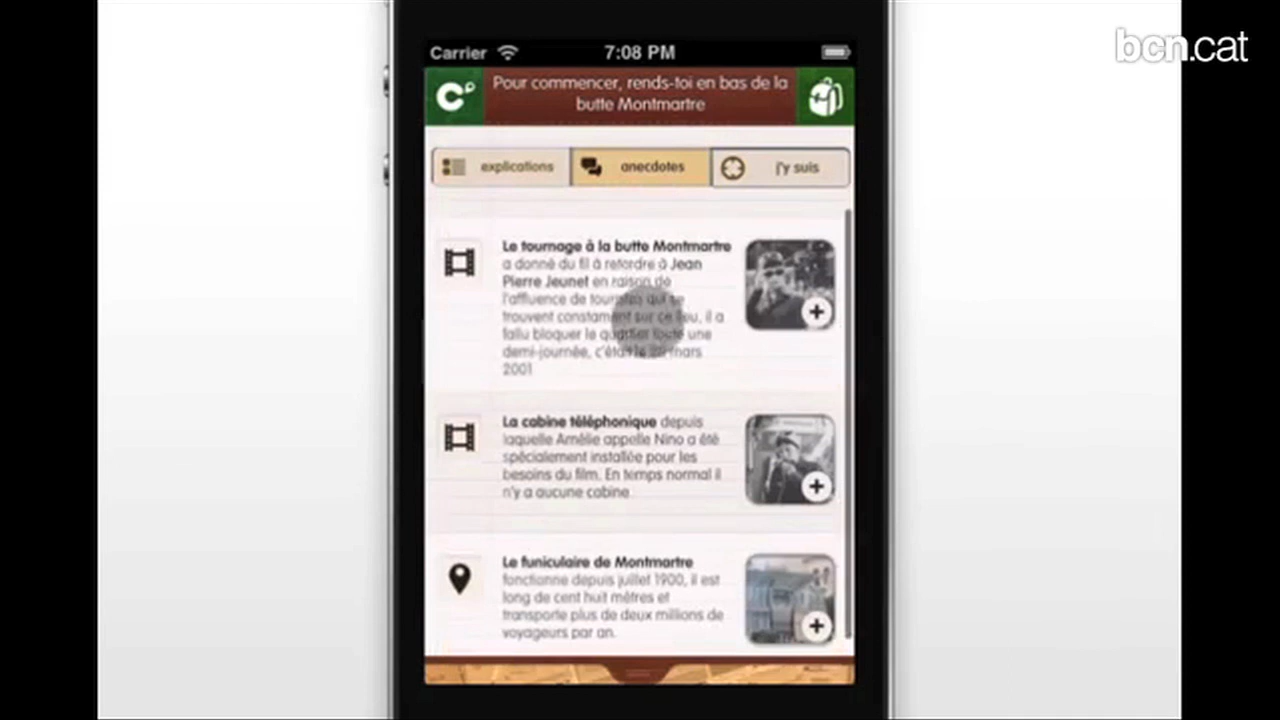 bcn.cat
Carrier
7:08 PM
Pour commencer, rends-toi en bas de la
butte Montmartre
explications
anecdotes
j'y suis
Le tournage à la butte Montmartre
a donné du fil à retordre à Jean
Pierre Jeunet en raison de
l'affluence de touristes qui se
trouvent constament sur ce lieu, il a
fallu bloquer le quartier toute une
demi-journée, c'était le 28 mars
2001
La cabine téléphonique depuis
laquelle Amélie appelle Nino a été
spécialement installée pour les
besoins du film. En temps normal il
n'y a aucune cabine
Le funiculaire de Montmartre
fonctionne depuis juillet 1900, il est
long de cent huit mètres et
transporte plus de deux millions de
voyageurs par an.